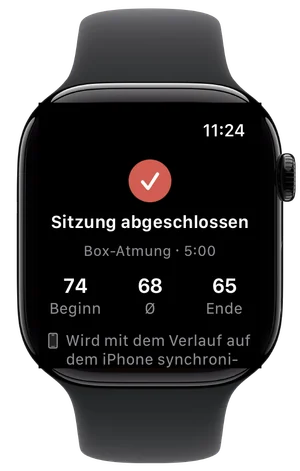 11:24
Sitzung abgeschlossen
Box-Atmung · 5:00
74 68 65
Beginn Ø Ende
Wird mit dem Verlauf auf
dem iPhone synchroni-